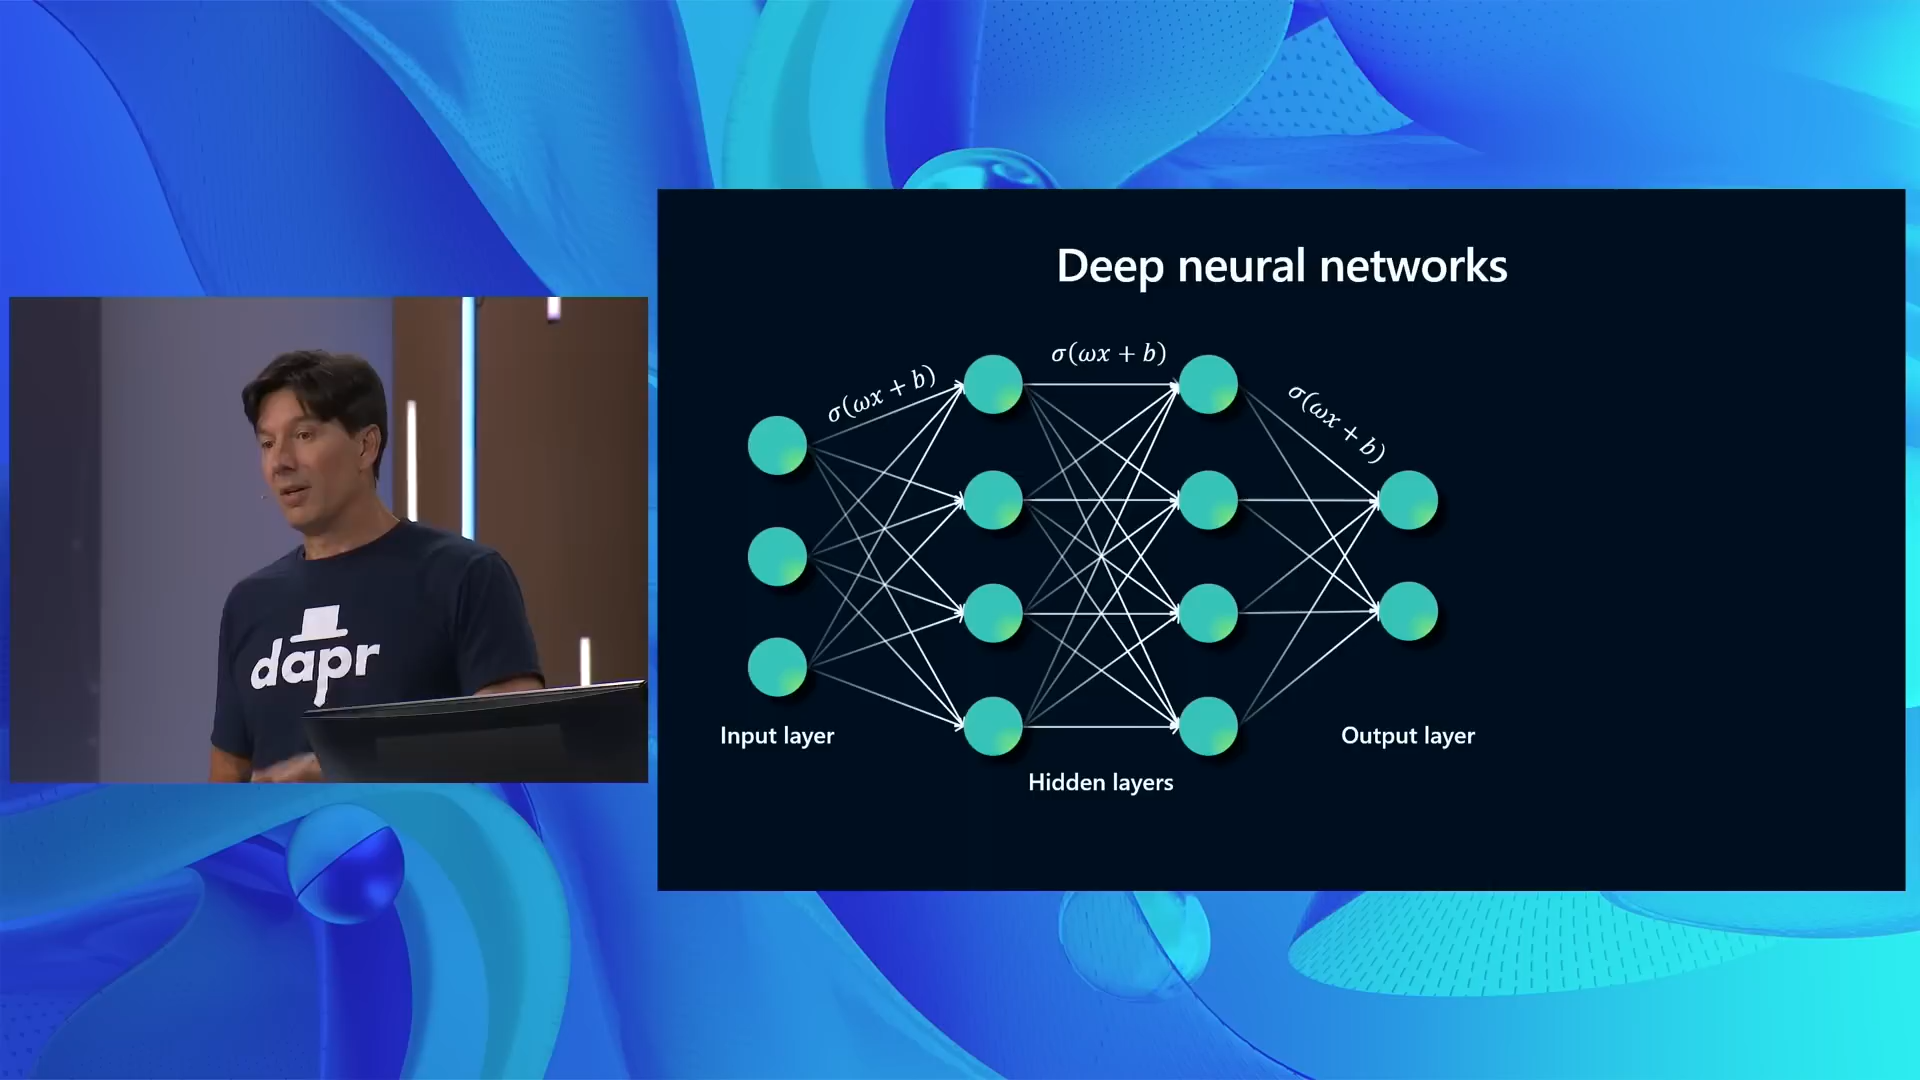 dapr
Deep neural networks
σ(ωx + b)
σ(ωx + b)
σ(ωx + b)
Input layer
Hidden layers
Output layer